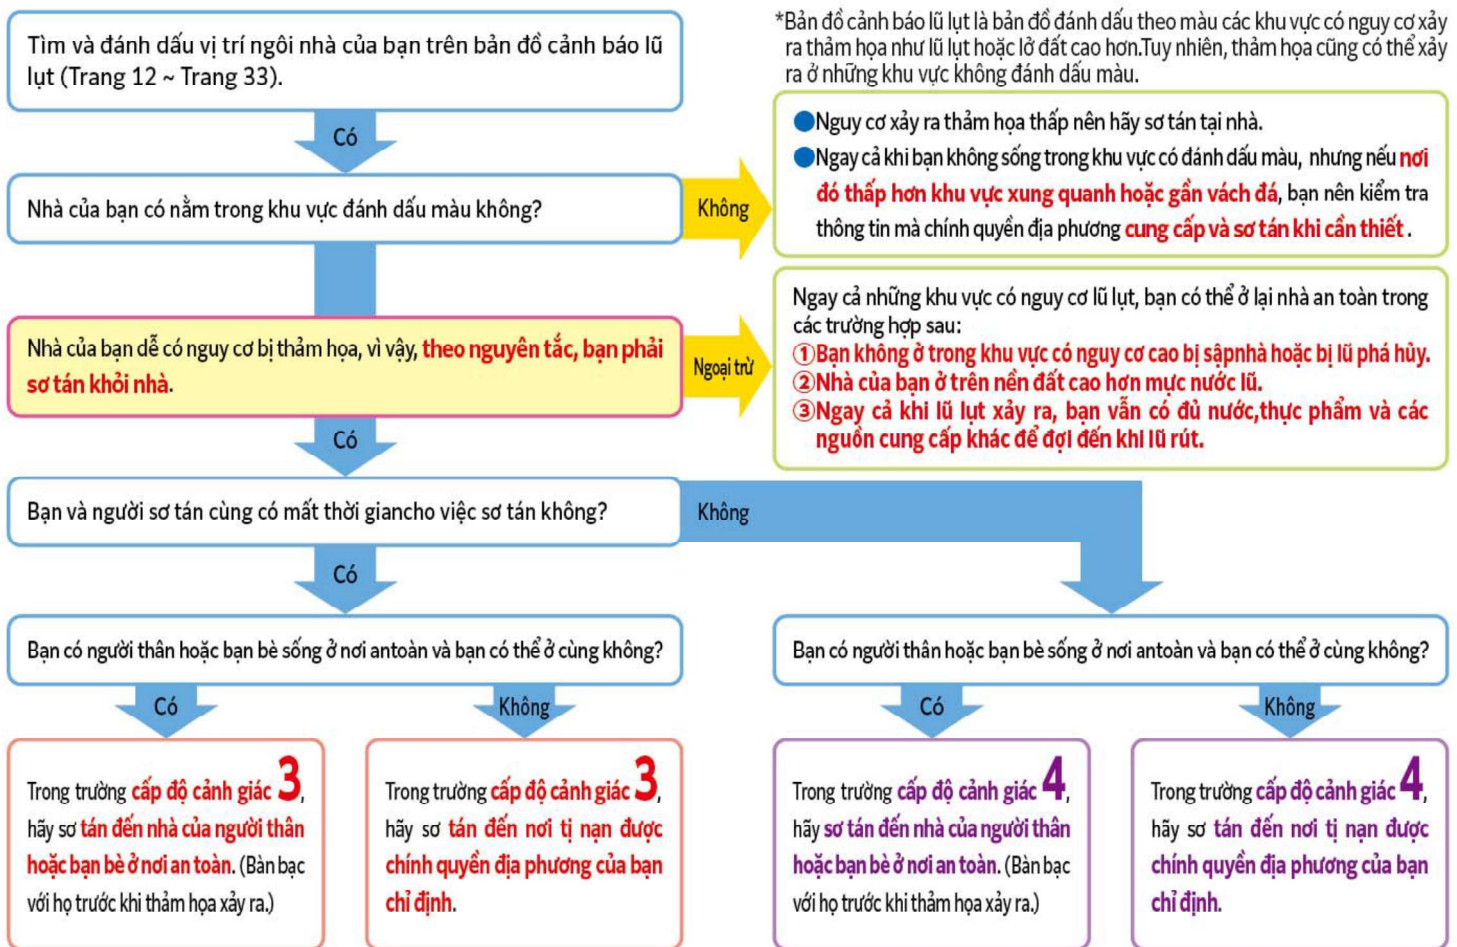 Tìm và đánh dấu vị trí ngôi nhà của bạn trên bản đồ cảnh báo lũ
lụt (Trang 12 ~ Trang 33).
*Bản đồ cảnh báo lũ lụt là bản đồ đánh dấu theo màu các khu vực có nguy cơ xảy
ra thảm họa như lũ lụt hoặc lở đất cao hơn.Tuy nhiên, thảm họa cũng có thể xảy
ra ở những khu vực không đánh dấu màu.
Có
Nhà của bạn có nằm trong khu vực đánh dấu màu không?
Không
●Nguy cơ xảy ra thảm họa thấp nên hãy sơ tán tại nhà.
●Ngay cả khi bạn không sống trong khu vực có đánh dấu màu, nhưng nếu nơi
đó thấp hơn khu vực xung quanh hoặc gần vách đá, bạn nên kiểm tra
thông tin mà chính quyền địa phương cung cấp và sơ tán khi cần thiết .
Nhà của bạn dễ có nguy cơ bị thảm họa, vì vậy, theo nguyên tắc, bạn phải
sơ tán khỏi nhà.
Ngoại trừ
Ngay cả những khu vực có nguy cơ lũ lụt, bạn có thể ở lại nhà an toàn trong
các trường hợp sau:
①Bạn không ở trong khu vực có nguy cơ cao bị sậpnhà hoặc bị lũ phá hủy.
②Nhà của bạn ở trên nền đất cao hơn mực nước lũ.
③Ngay cả khi lũ lụt xảy ra, bạn vẫn có đủ nước,thực phẩm và các
nguồn cung cấp khác để đợi đến khi lũ rút.
Có
Bạn và người sơ tán cùng có mất thời giancho việc sơ tán không?
Không
Có
Bạn có người thân hoặc bạn bè sống ở nơi antoàn và bạn có thể ở cùng không?
Có
Không
Trong trường cấp độ cảnh giác 3,
hãy sơ tán đến nhà của người thân
hoặc bạn bè ở nơi an toàn. (Bàn bạc
với họ trước khi thảm họa xảy ra.)
Trong trường cấp độ cảnh giác 3,
hãy sơ tán đến nơi tị nạn được
chính quyền địa phương của bạn
chỉ định.
Bạn có người thân hoặc bạn bè sống ở nơi antoàn và bạn có thể ở cùng không?
Có
Không
Trong trường cấp độ cảnh giác 4,
hãy sơ tán đến nhà của người thân
hoặc bạn bè ở nơi an toàn. (Bàn bạc
với họ trước khi thảm họa xảy ra.)
Trong trường cấp độ cảnh giác 4,
hãy sơ tán đến nơi tị nạn được
chính quyền địa phương của bạn
chỉ định.